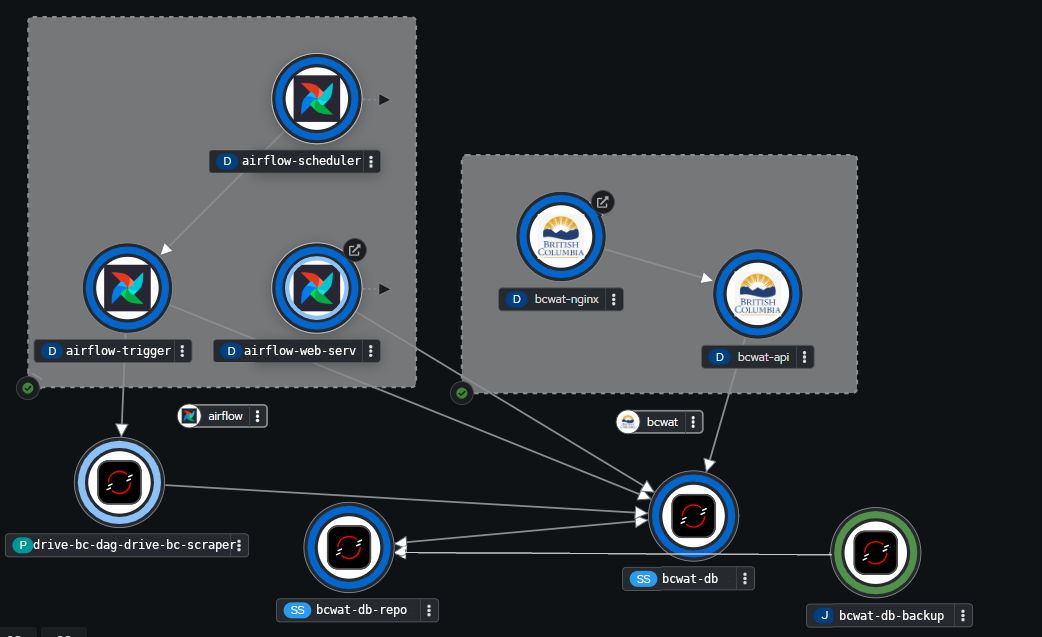 D airflow-scheduler
BRITISH
COLUMBIA
D bcwat-nginx
BRITISH
COLUMBIA
D airflow-trigger
D airflow-web-serv
D bcwat-api
airflow
bcwat
P drive-bc-dag-drive-bc-scraper
SS bcwat-db
SS bcwat-db-repo
J bcwat-db-backup